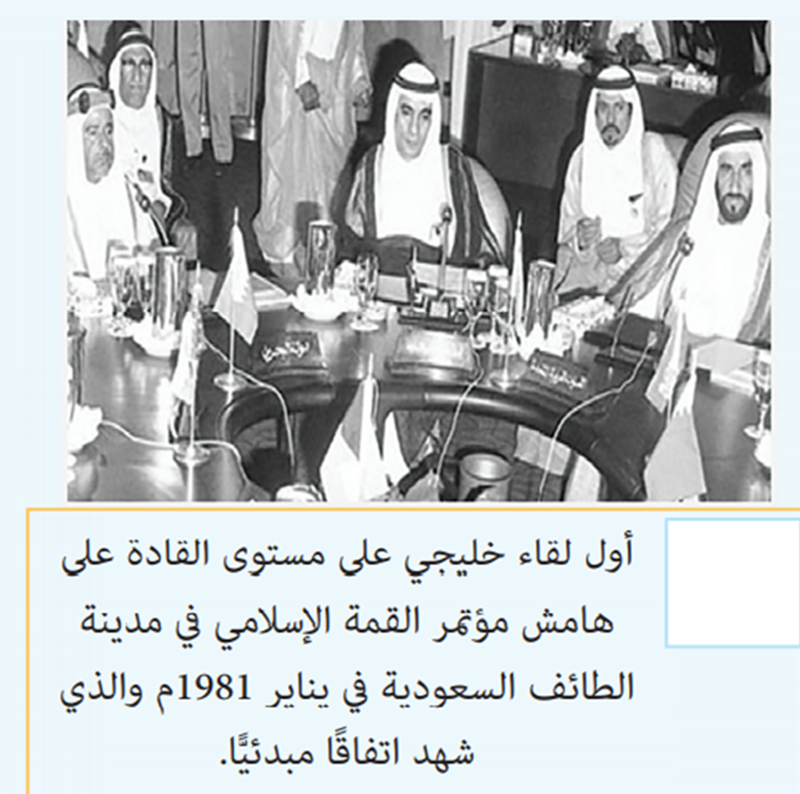 أول لقاء خليجي على مستوى القادة على
هامش مؤتمر القمة الإسلامي في مدينة
الطائف السعودية في يناير 1981م والذي
شهد اتفاقًا مبدئيًّا.